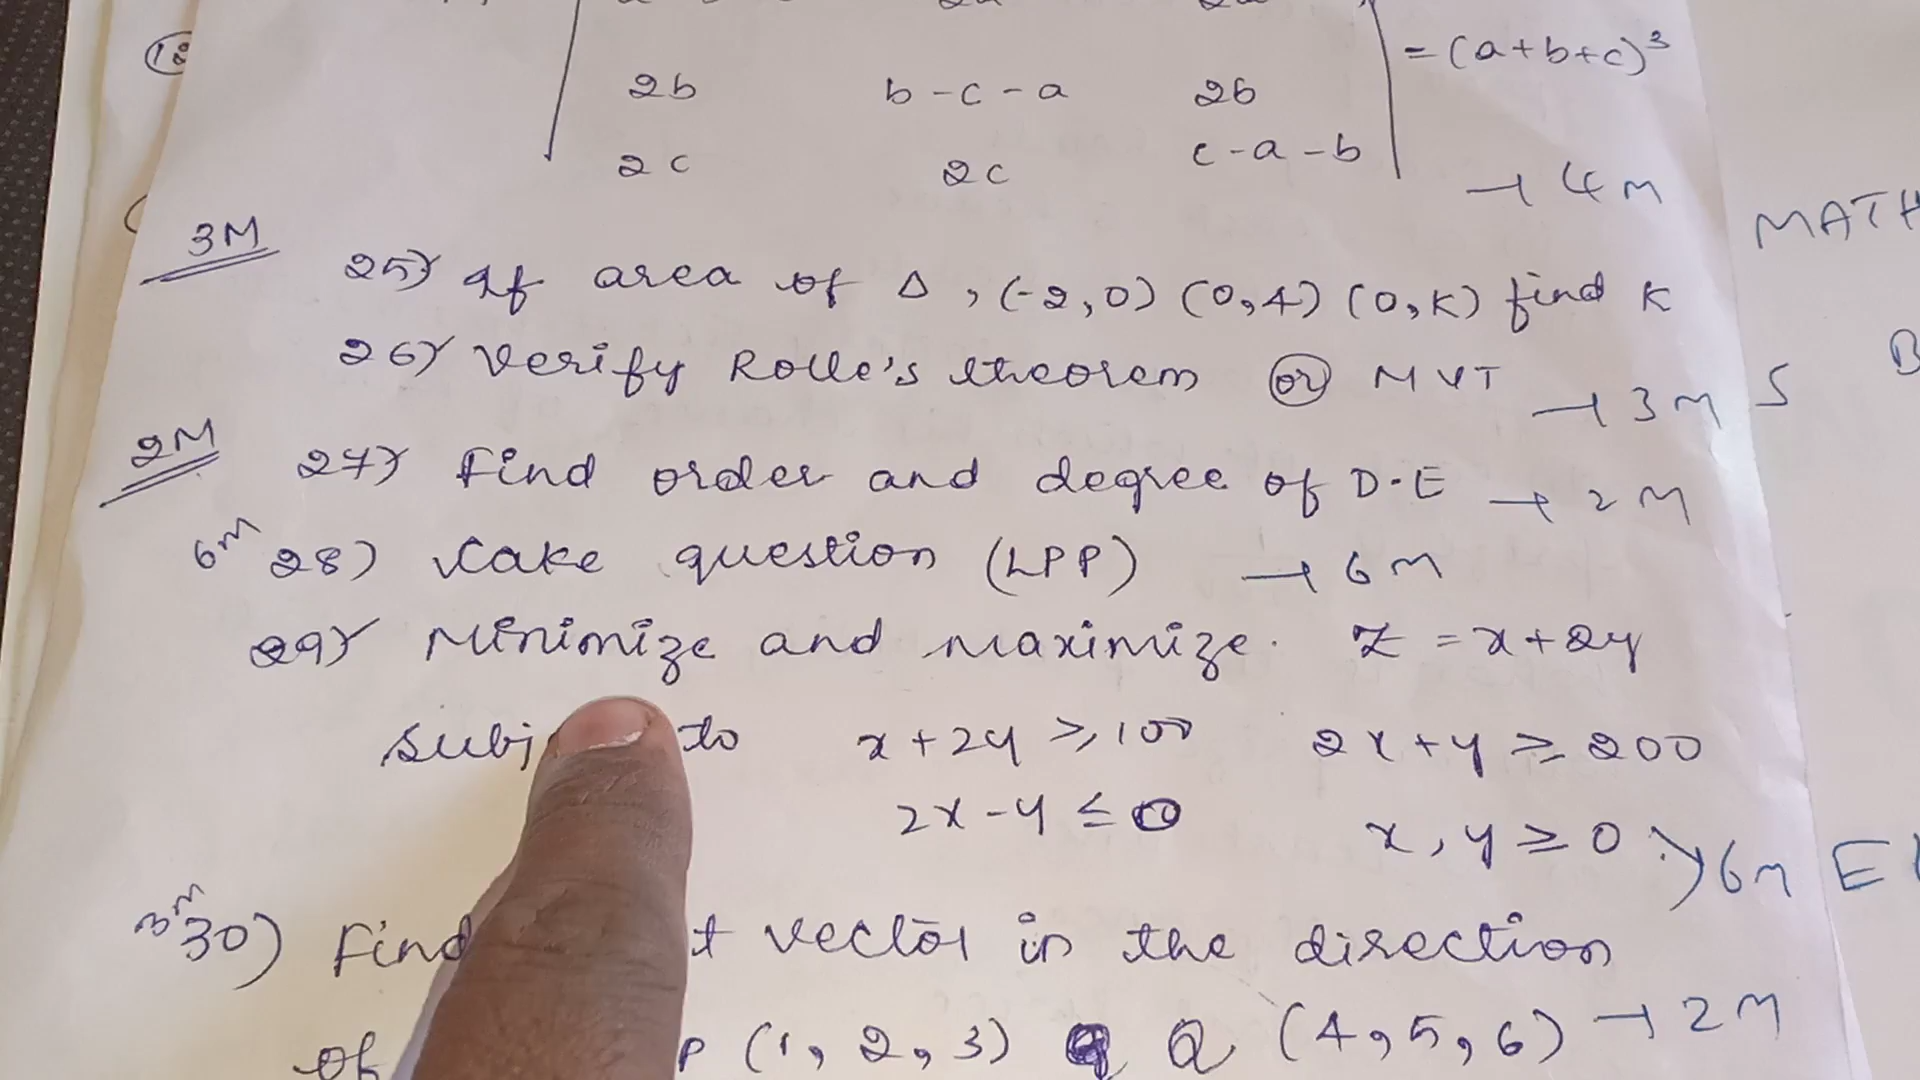 = (a+b+c)³
2b b-c-a 2b
2c 2c c-a-b
→ 4M
MATH
3M
25) If area of Δ, (-2,0) (0,4) (0,K) find K
26) Verify Rolle's theorem or MVT → 3M S
B
2M
27) Find order and degree of D.E → 2M
6M 28) Cake question (LPP) → 6M
29) Minimize and maximize. Z = x+2y
to x+2y ≥ 100 2x+y ≥ 200
2x-y ≤ 0 x, y ≥ 0 → 6M
3M 30) Find vector in the direction
of P (1, 2, 3) Q (4, 5, 6) → 2M